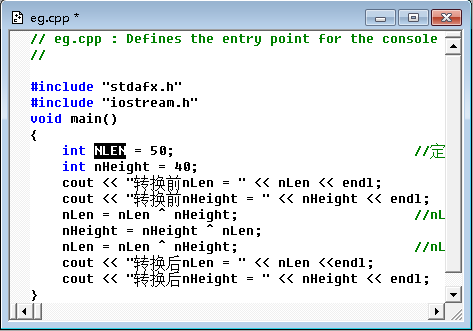 eg.cpp *
// eg.cpp : Defines the entry point for the console
//
#include "stdafx.h"
#include "iostream.h"
void main()
{
int NLEN = 50; //定
int nHeight = 40;
cout << "转换前nLen = " << nLen << endl;
cout << "转换前nHeight = " << nHeight << endl;
nLen = nLen ^ nHeight; //nL
nHeight = nHeight ^ nLen;
nLen = nLen ^ nHeight; //nL
cout << "转换后nLen = " << nLen <<endl;
cout << "转换后nHeight = " << nHeight << endl;
}